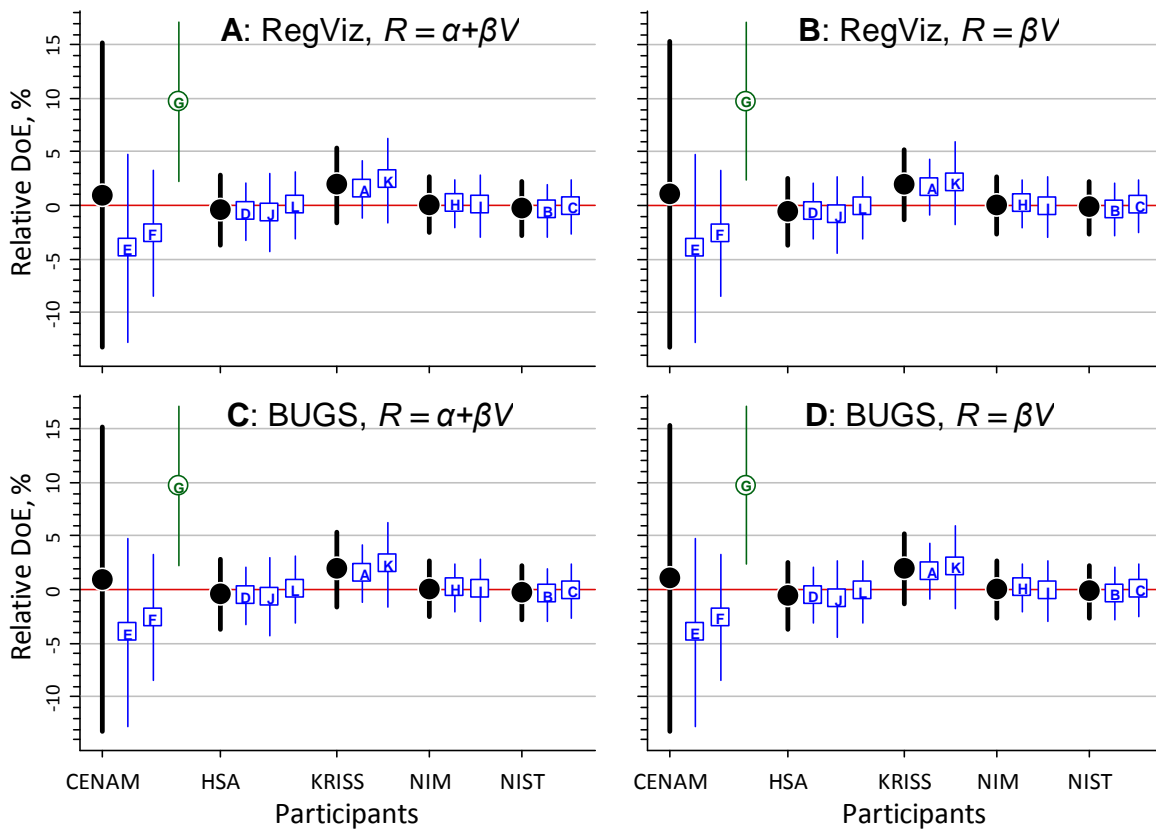 A: RegViz, R = α+βV
B: RegViz, R = βV
Relative DoE, %
15
10
5
0
-5
-10
G
E
F
D
J
L
A
K
H
I
B
C
G
E
F
D
J
L
A
K
H
I
B
C
C: BUGS, R = α+βV
D: BUGS, R = βV
Relative DoE, %
15
10
5
0
-5
-10
G
E
F
D
J
L
A
K
H
I
B
C
G
E
F
D
J
L
A
K
H
I
B
C
CENAM HSA KRISS NIM NIST
CENAM HSA KRISS NIM NIST
Participants
Participants